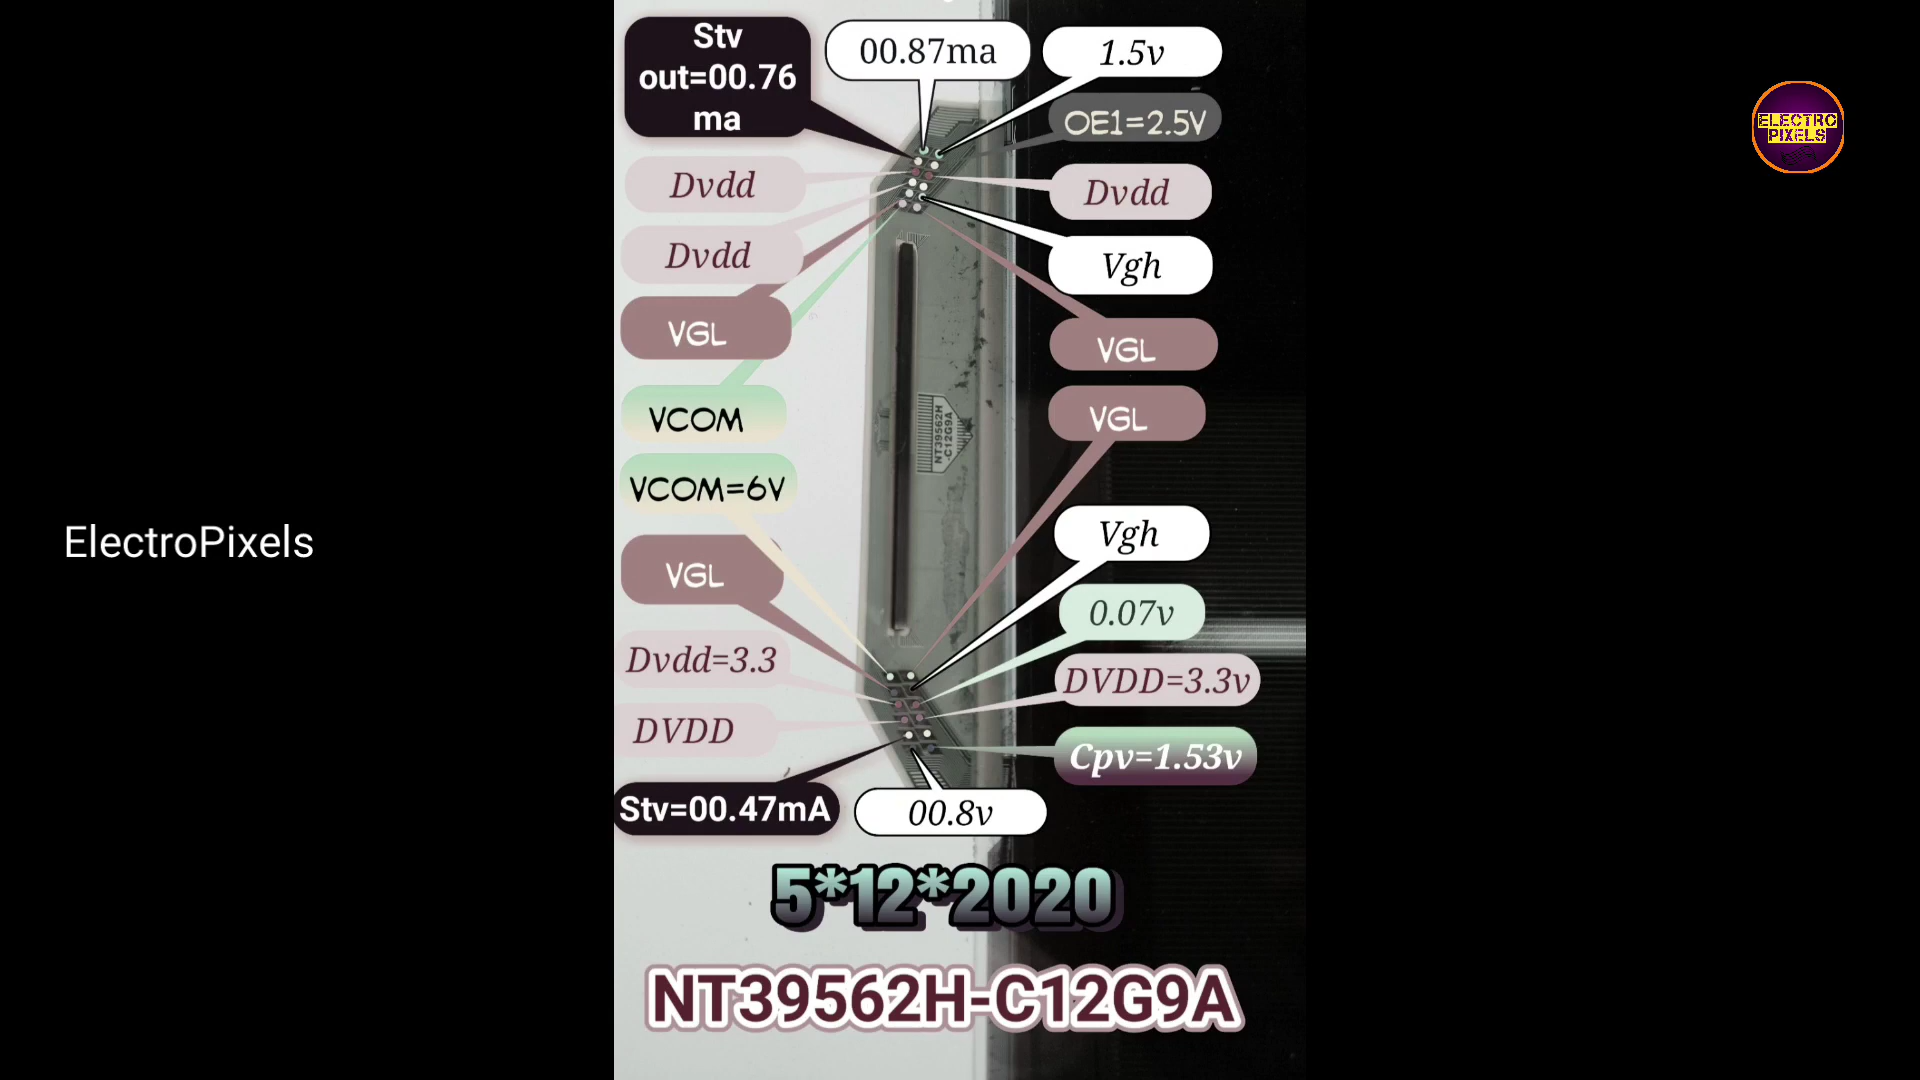 Stv
out=00.76
ma
00.87ma
1.5v
OE1=2.5V
Dvdd
Dvdd
Dvdd
Vgh
VGL
VGL
VCOM
VGL
VCOM=6V
Vgh
VGL
0.07v
Dvdd=3.3
DVDD=3.3v
DVDD
Cpv=1.53v
Stv=00.47mA
00.8v
NT39562H
-C12G9A
5*12*2020
NT39562H-C12G9A
ElectroPixels
ELECTRO
PIXELS